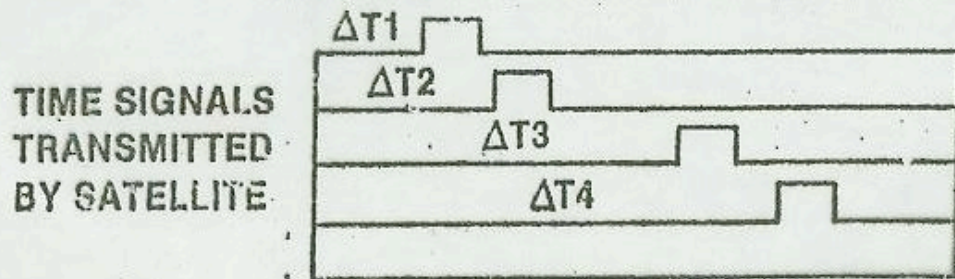 ΔT1
ΔT2
TIME SIGNALS
ΔT3
TRANSMITTED
ΔT4
BY SATELLITE